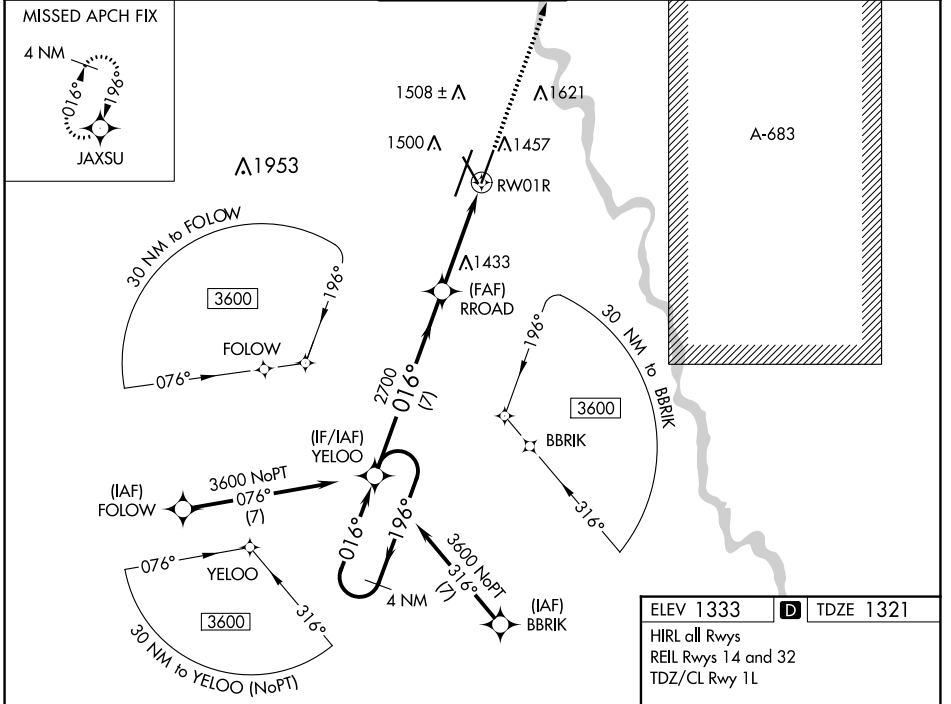 MISSED APCH FIX
4 NM
016°
196°
JAXSU
1508 ±
1621
1500
1457
RW01R
A-683
1953
30 NM to FOLOW
3600
196°
FOLOW
076°
1433
(FAF)
RROAD
2700
016°
(7)
30 NM to BBRIK
196°
3600
BBRIK
316°
(IF/IAF)
YELOO
(IAF)
FOLOW
3600 NoPT
076°
(7)
016°
196°
4 NM
3600 NoPT
316°
(7)
(IAF)
BBRIK
076°
YELOO
316°
3600
30 NM to YELOO (NoPT)
ELEV 1333 D TDZE 1321
HIRL all Rwys
REIL Rwys 14 and 32
TDZ/CL Rwy 1L